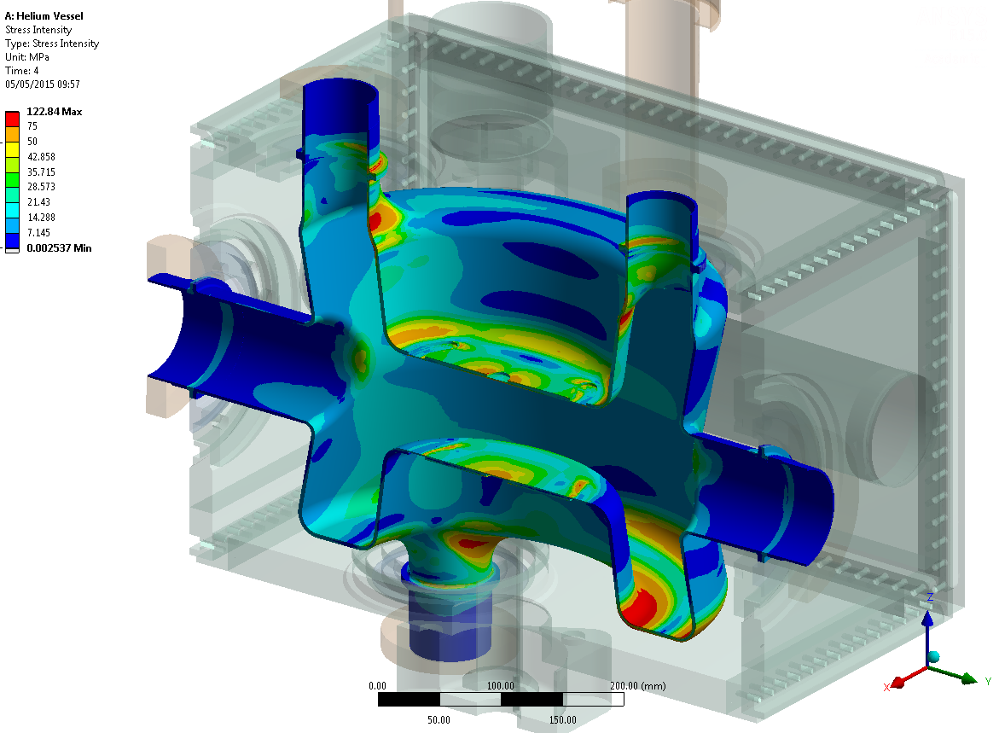 A: Helium Vessel
Stress Intensity
Type: Stress Intensity
Unit: MPa
Time: 4
05/05/2015 09:57
122.84 Max
75
50
42.858
35.715
28.573
21.43
14.288
7.145
0.002537 Min
Z
X
Y
0.00 100.00 200.00 (mm)
50.00 150.00